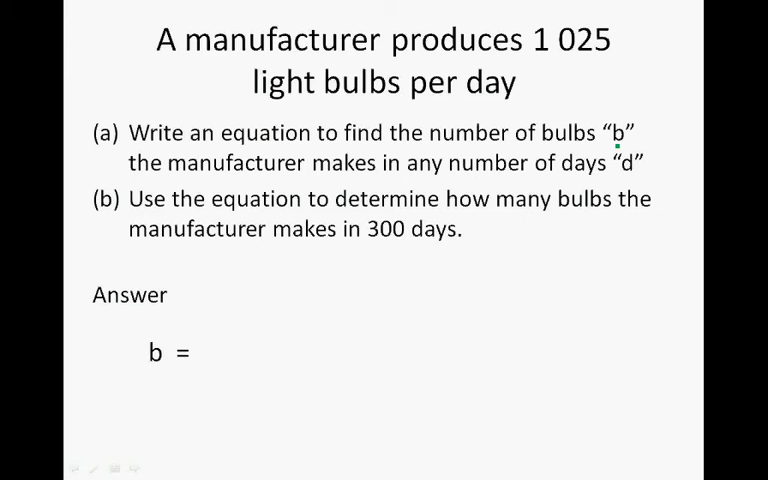 A manufacturer produces 1 025
light bulbs per day
(a) Write an equation to find the number of bulbs “b”
the manufacturer makes in any number of days “d”
(b) Use the equation to determine how many bulbs the
manufacturer makes in 300 days.
Answer
b =